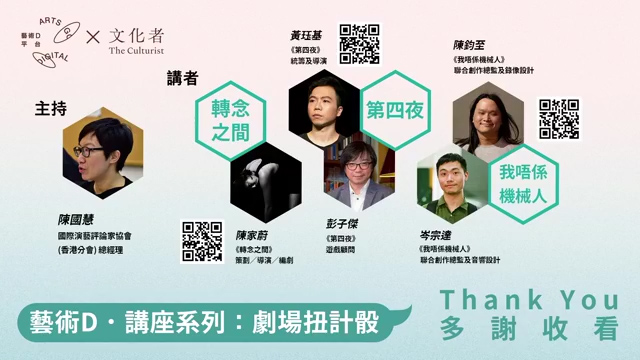 ARTS
藝術D
平台
DIGITAL
×
文化者
The Culturist
主持
陳國慧
國際演藝評論家協會
(香港分會) 總經理
講者
轉念
之間
陳家蔚
《轉念之間》
策劃／導演／編劇
黃珏基
《第四夜》
統籌及導演
第四夜
彭子傑
《第四夜》
遊戲顧問
陳鈞至
《我唔係機械人》
聯合創作總監及錄像設計
我唔係
機械人
岑宗達
《我唔係機械人》
聯合創作總監及音響設計
藝術D・講座系列：劇場扭計骰
Thank You
多謝收看